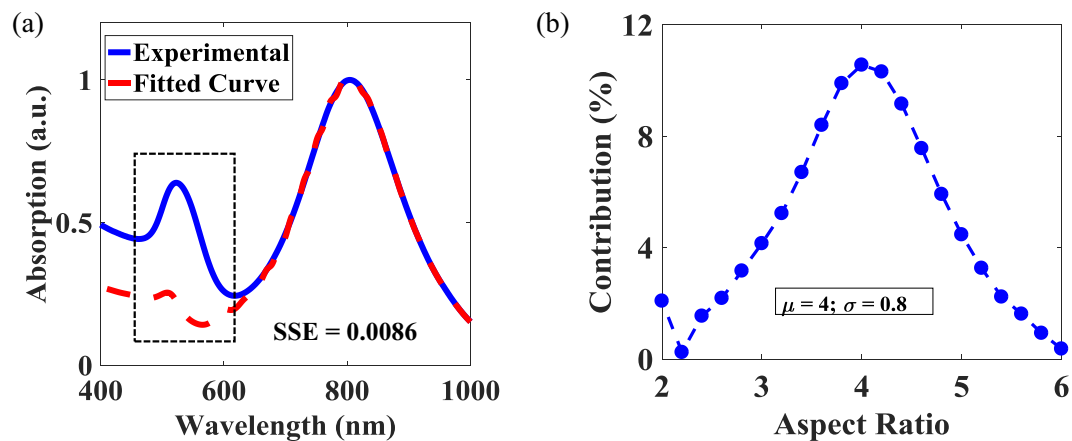 (a)
Experimental
Fitted Curve
1
0.5
0
Absorption (a.u.)
SSE = 0.0086
400 600 800 1000
Wavelength (nm)
(b)
12
8
4
0
Contribution (%)
μ = 4; σ = 0.8
2 3 4 5 6
Aspect Ratio